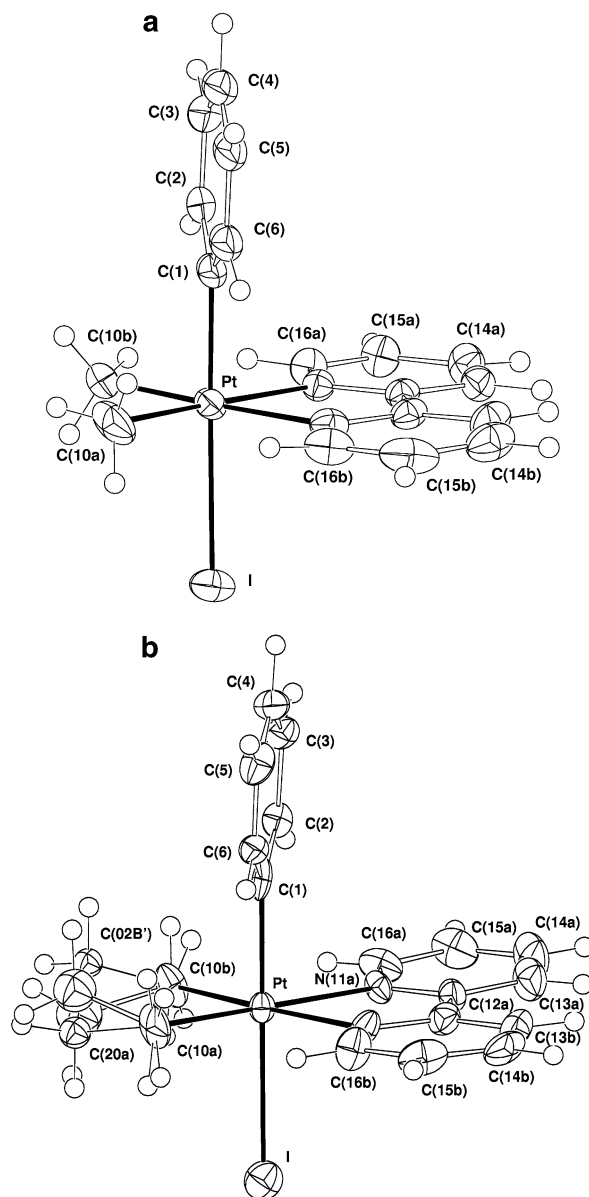 a
C(4)
C(3)
C(5)
C(2)
C(6)
C(1)
C(10b)
C(16a)
C(15a)
C(14a)
Pt
C(10a)
C(16b)
C(15b)
C(14b)
I
b
C(4)
C(3)
C(5)
C(2)
C(6)
C(1)
C(02B')
C(10b)
Pt
N(11a)
C(16a)
C(15a)
C(14a)
C(12a)
C(13a)
C(13b)
C(20a)
C(10a)
C(16b)
C(15b)
C(14b)
I